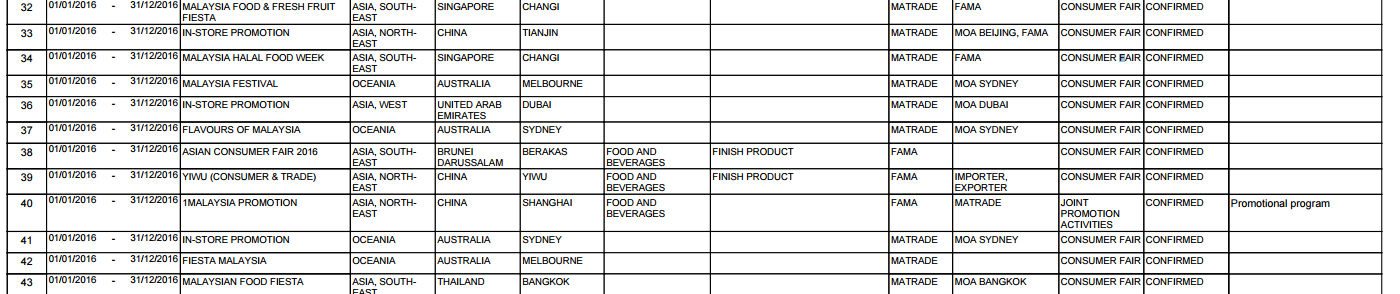 32 01/01/2016 - 31/12/2016 MALAYSIA FOOD & FRESH FRUIT ASIA, SOUTH- SINGAPORE CHANGI MATRADE FAMA CONSUMER FAIR CONFIRMED
FIESTA EAST
33 01/01/2016 - 31/12/2016 IN-STORE PROMOTION ASIA, NORTH- CHINA TIANJIN MATRADE MOA BEIJING, FAMA CONSUMER FAIR CONFIRMED
EAST
34 01/01/2016 - 31/12/2016 MALAYSIA HALAL FOOD WEEK ASIA, SOUTH- SINGAPORE CHANGI MATRADE FAMA CONSUMER FAIR CONFIRMED
EAST
35 01/01/2016 - 31/12/2016 MALAYSIA FESTIVAL OCEANIA AUSTRALIA MELBOURNE MATRADE MOA SYDNEY CONSUMER FAIR CONFIRMED
36 01/01/2016 - 31/12/2016 IN-STORE PROMOTION ASIA, WEST UNITED ARAB DUBAI MATRADE MOA DUBAI CONSUMER FAIR CONFIRMED
EMIRATES
37 01/01/2016 - 31/12/2016 FLAVOURS OF MALAYSIA OCEANIA AUSTRALIA SYDNEY MATRADE MOA SYDNEY CONSUMER FAIR CONFIRMED
38 01/01/2016 - 31/12/2016 ASIAN CONSUMER FAIR 2016 ASIA, SOUTH- BRUNEI BERAKAS FOOD AND FINISH PRODUCT FAMA CONSUMER FAIR CONFIRMED
EAST DARUSSALAM BEVERAGES
39 01/01/2016 - 31/12/2016 YIWU (CONSUMER & TRADE) ASIA, NORTH- CHINA YIWU FOOD AND FINISH PRODUCT FAMA IMPORTER, CONSUMER FAIR CONFIRMED
EAST BEVERAGES EXPORTER
40 01/01/2016 - 31/12/2016 1MALAYSIA PROMOTION ASIA, NORTH- CHINA SHANGHAI FOOD AND FAMA MATRADE JOINT CONFIRMED Promotional program
EAST BEVERAGES PROMOTION
ACTIVITIES
41 01/01/2016 - 31/12/2016 IN-STORE PROMOTION OCEANIA AUSTRALIA SYDNEY MATRADE MOA SYDNEY CONSUMER FAIR CONFIRMED
42 01/01/2016 - 31/12/2016 FIESTA MALAYSIA OCEANIA AUSTRALIA MELBOURNE MATRADE CONSUMER FAIR CONFIRMED
43 01/01/2016 - 31/12/2016 MALAYSIAN FOOD FIESTA ASIA, SOUTH- THAILAND BANGKOK MATRADE MOA BANGKOK CONSUMER FAIR CONFIRMED
EAST